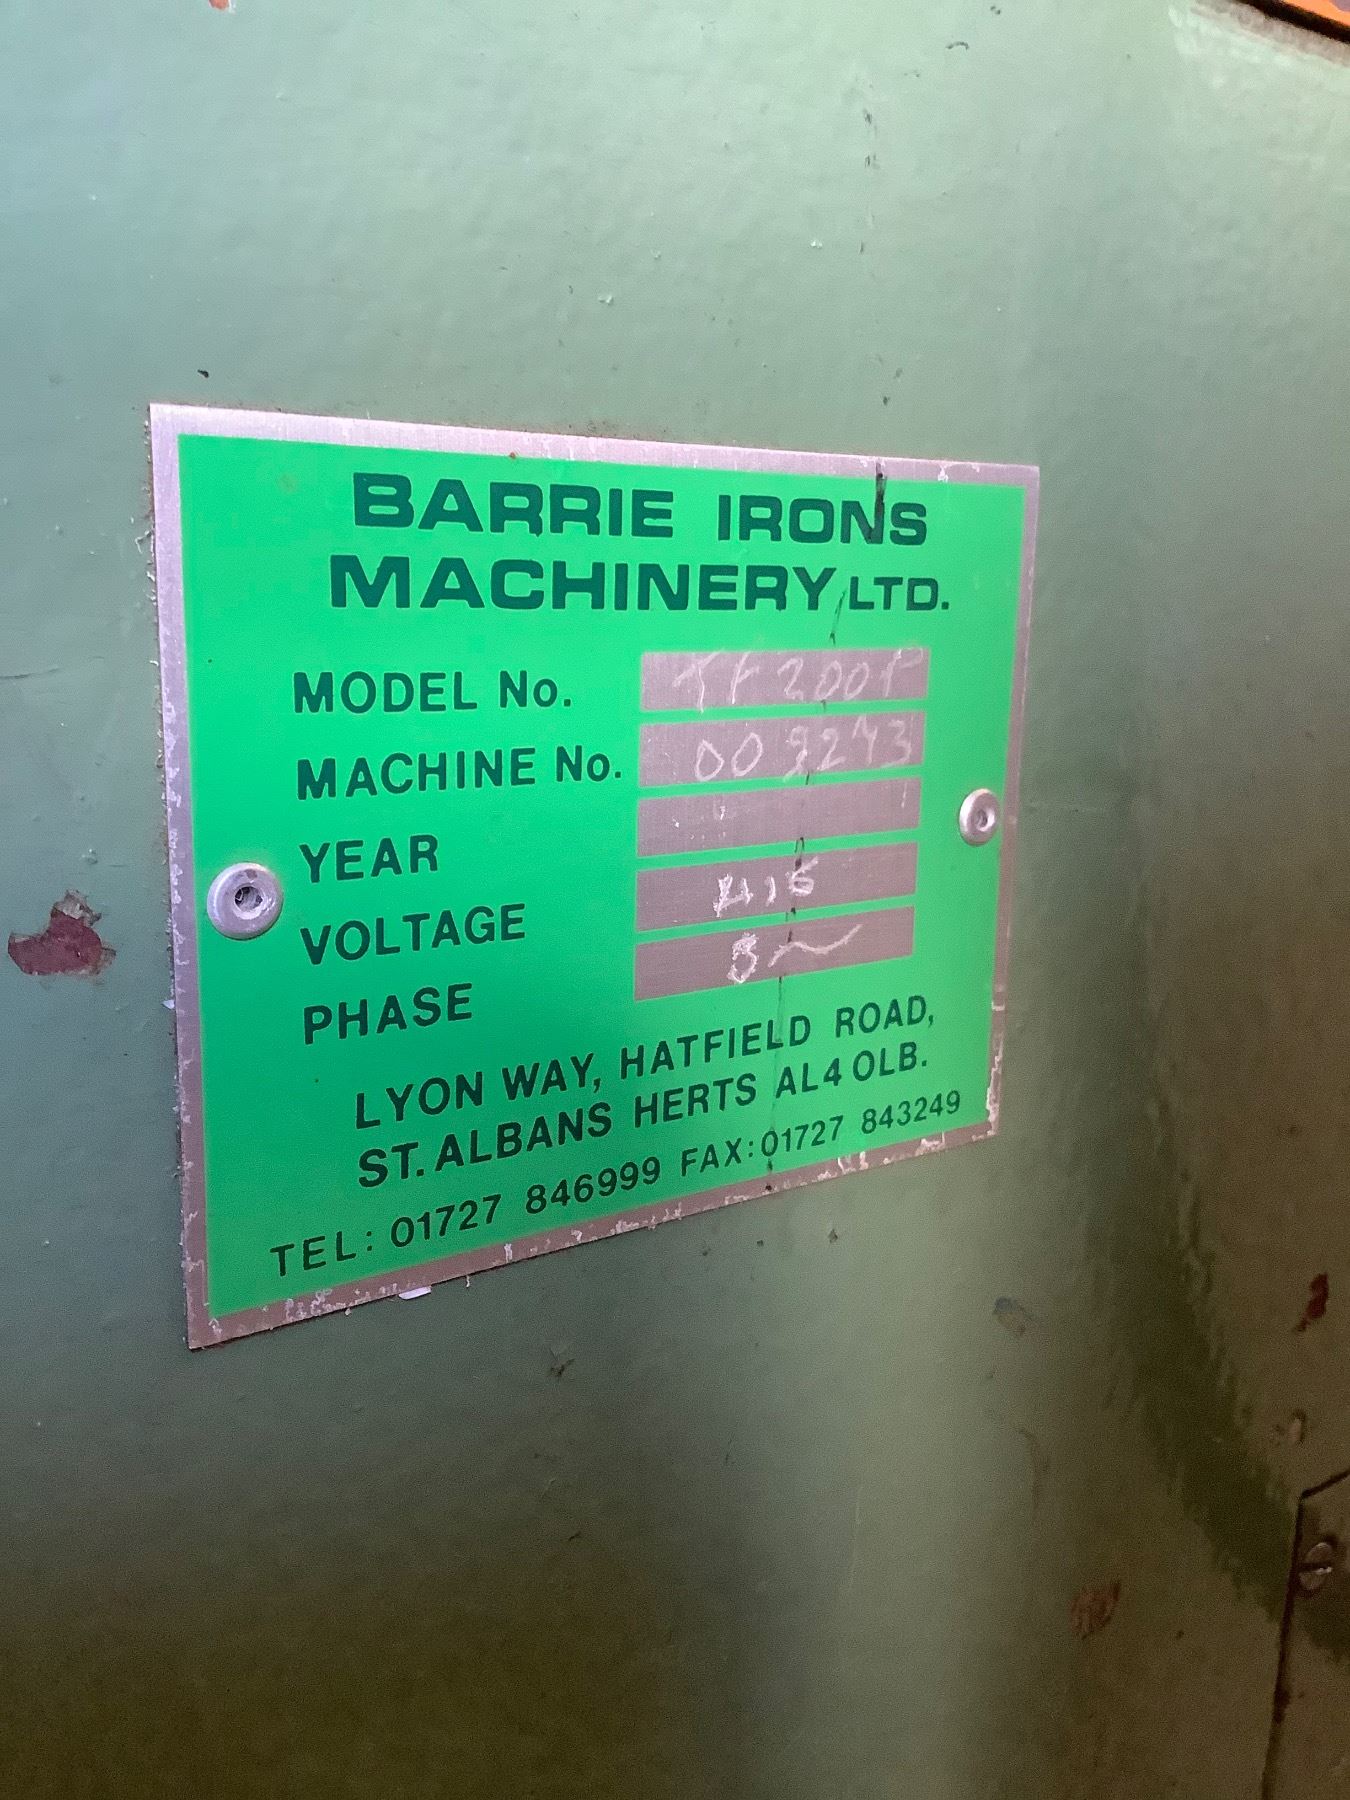 BARRIE IRONS
MACHINERY LTD.
MODEL No.
MACHINE No.
YEAR
VOLTAGE 415
PHASE 3~
LYON WAY, HATFIELD ROAD,
ST. ALBANS HERTS AL4 OLB.
TEL: 01727 846999 FAX: 01727 843249